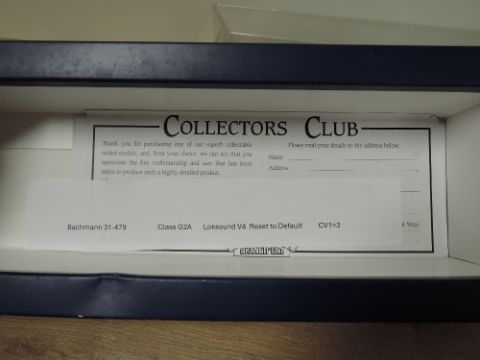 COLLECTORS CLUB
Thank you for purchasing one of our superb collectable
scaled models, and, from your choice, we can see that you
appreciate the fine craftsmanship and care that has been
taken to produce such a highly detailed product.
Please mail your details to the address below.
Name
Address
Bachmann 31-479 Class G2A Loksound V4 Reset to Default CV1=3